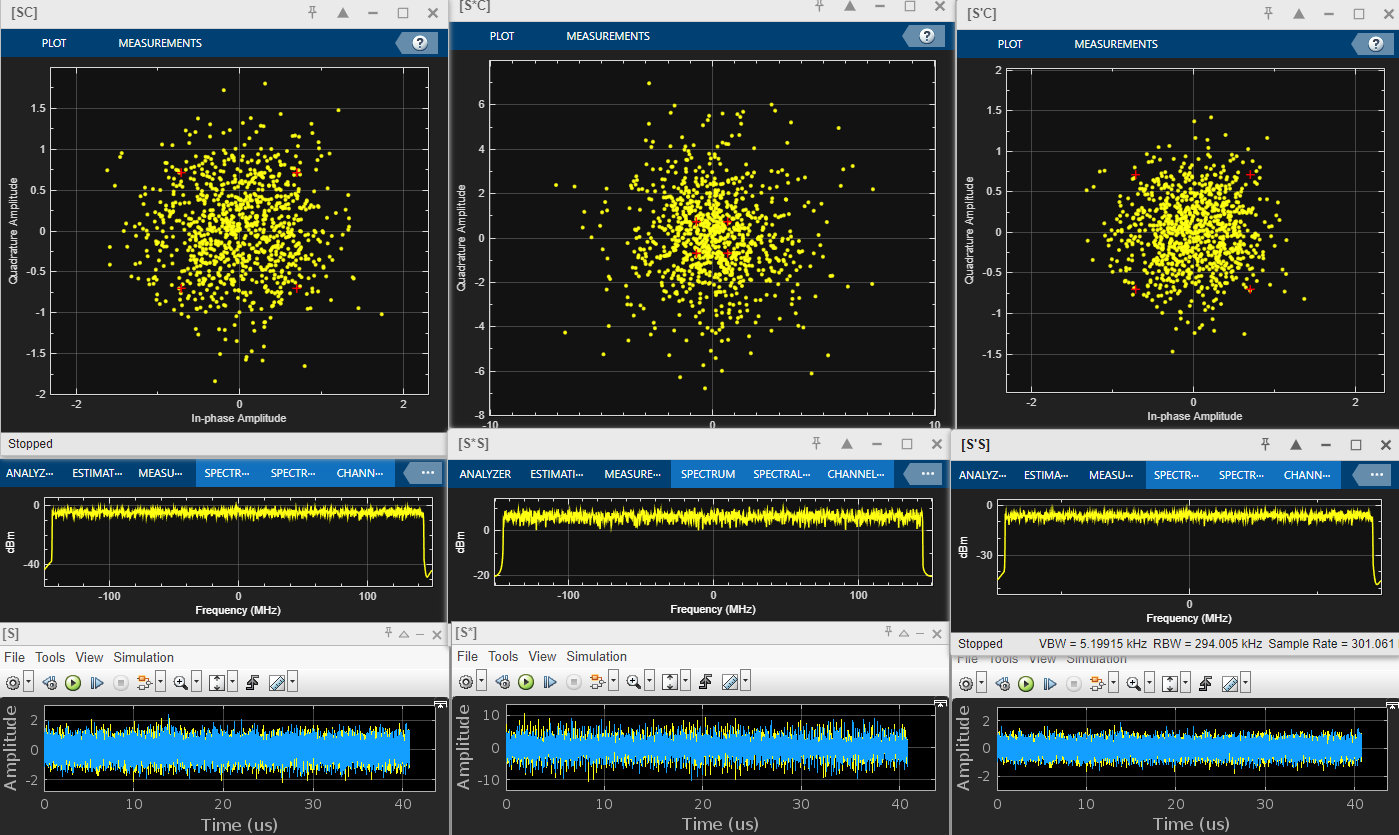 [SC]
PLOT MEASUREMENTS ?
Quadrature Amplitude
1.5
1
0.5
0
-0.5
-1
-1.5
-2
-2 0 2
In-phase Amplitude
Stopped
[S*C]
PLOT MEASUREMENTS ?
Quadrature Amplitude
6
4
2
0
-2
-4
-6
-8
-10 0 10
[S'C]
PLOT MEASUREMENTS ?
Quadrature Amplitude
2
1.5
1
0.5
0
-0.5
-1
-1.5
-2 0 2
In-phase Amplitude
ANALYZ··· ESTIMAT··· MEASU··· SPECTR··· SPECTR··· CHANN··· ···
dBm
0
-40
-100 0 100
Frequency (MHz)
[S*S]
ANALYZER ESTIMATI··· MEASURE··· SPECTRUM SPECTRAL··· CHANNEL··· ···
dBm
0
-20
-100 0 100
Frequency (MHz)
[S'S]
ANALYZ··· ESTIMA··· MEASU··· SPECTR··· SPECTR··· CHANN··· ···
dBm
0
-30
0
Frequency (MHz)
Stopped VBW = 5.19915 kHz RBW = 294.005 kHz Sample Rate = 301.061
[S]
File Tools View Simulation
Amplitude
2
0
-2
0 10 20 30 40
Time (us)
[S*]
File Tools View Simulation
Amplitude
10
0
-10
0 10 20 30 40
Time (us)
File Tools View Simulation
Amplitude
2
0
-2
0 10 20 30 40
Time (us)